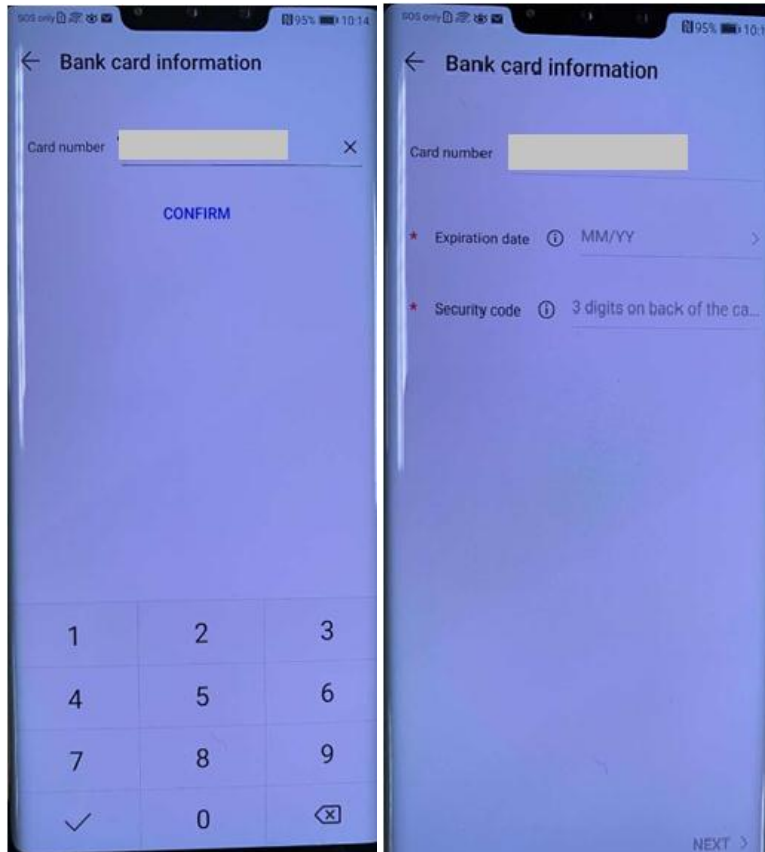 SOS only 95% 10:14
Bank card information
Card number
CONFIRM
1 2 3
4 5 6
7 8 9
0
SOS only 95% 10:1
Bank card information
Card number
* Expiration date MM/YY
* Security code 3 digits on back of the ca...
NEXT